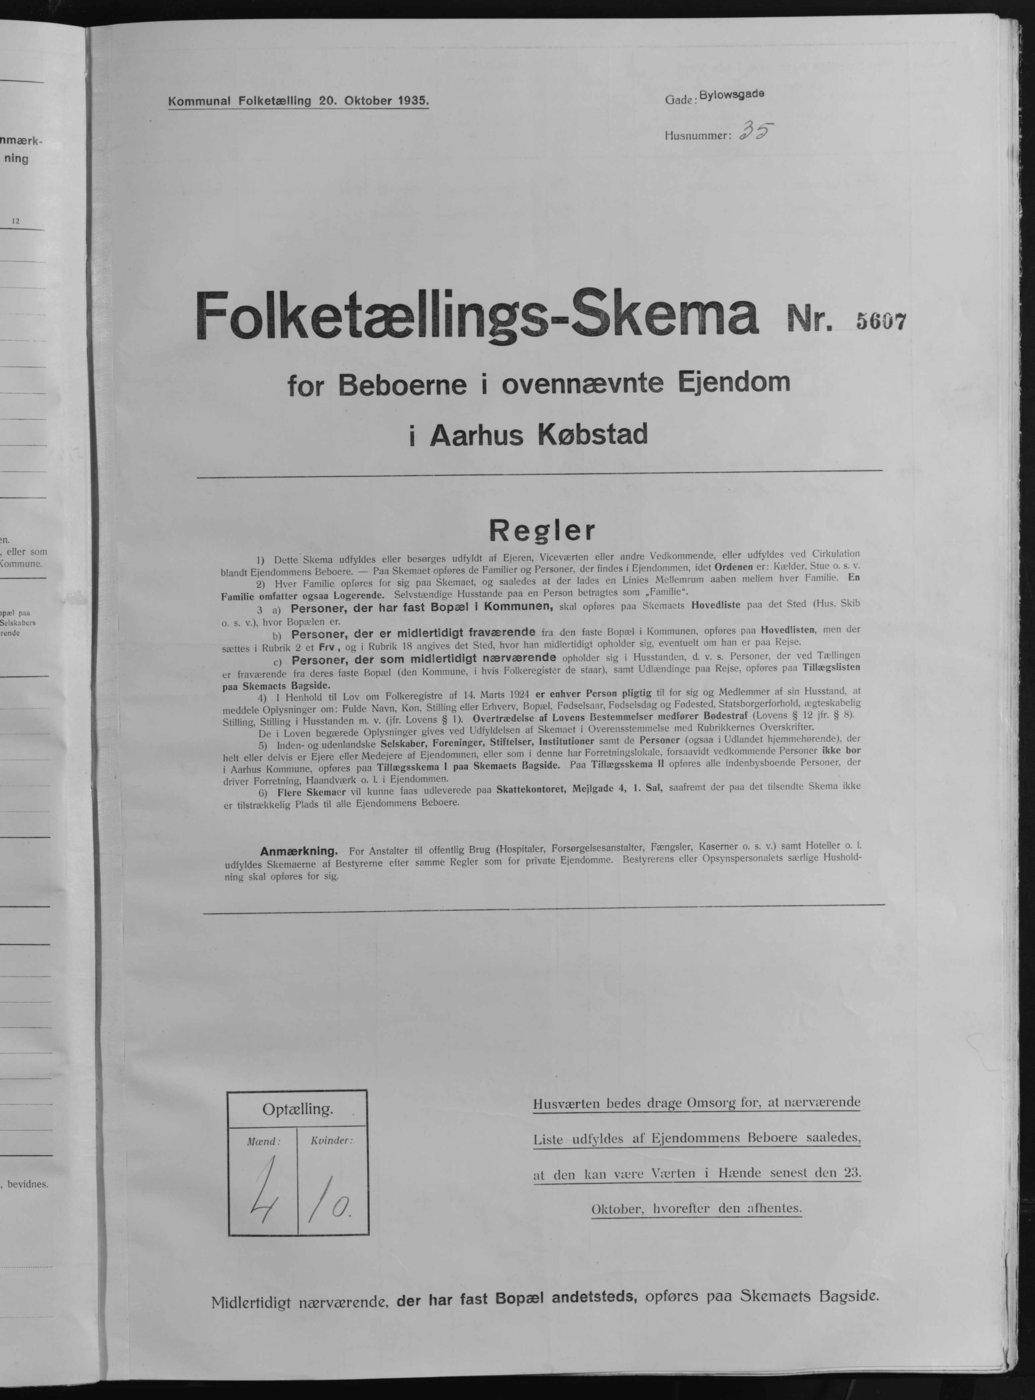 nmærk-
ning
12
en.
, eller som
Kommune.
opæl paa
Selskabers
rende
, bevidnes.
Kommunal Folketælling 20. Oktober 1935.
Gade: Bylowsgade
Husnummer: 35
Folketællings-Skema Nr. 5607
for Beboerne i ovennævnte Ejendom
i Aarhus Købstad
Regler
1) Dette Skema udfyldes eller besørges udfyldt af Ejeren, Viceværten eller andre Vedkommende, eller udfyldes ved Cirkulation
blandt Ejendommens Beboere. — Paa Skemaet opføres de Familier og Personer, der findes i Ejendommen, idet Ordenen er: Kælder, Stue o. s. v.
2) Hver Familie opføres for sig paa Skemaet, og saaledes at der lades en Linies Mellemrum aaben mellem hver Familie. En
Familie omfatter ogsaa Logerende. Selvstændige Husstande paa en Person betragtes som „Familie“.
3 a) Personer, der har fast Bopæl i Kommunen, skal opføres paa Skemaets Hovedliste paa det Sted (Hus, Skib
o. s. v.), hvor Bopælen er.
b) Personer, der er midlertidigt fraværende fra den faste Bopæl i Kommunen, opføres paa Hovedlisten, men der
sættes i Rubrik 2 et Frv., og i Rubrik 18 angives det Sted, hvor han midlertidigt opholder sig, eventuelt om han er paa Rejse.
c) Personer, der som midlertidigt nærværende opholder sig i Husstanden, d. v. s. Personer, der ved Tællingen
er fraværende fra deres faste Bopæl (den Kommune, i hvis Folkeregister de staar), samt Udlændinge paa Rejse, opføres paa Tillægslisten
paa Skemaets Bagside.
4) I Henhold til Lov om Folkeregistre af 14. Marts 1924 er enhver Person pligtig til for sig og Medlemmer af sin Husstand, at
meddele Oplysninger om: Fulde Navn, Køn, Stilling eller Erhverv, Bopæl, Fødselsaar, Fødselsdag og Fødested, Statsborgerforhold, ægteskabelig
Stilling, Stilling i Husstanden m. v. (jfr. Lovens § 1). Overtrædelse af Lovens Bestemmelser medfører Bødestraf (Lovens § 12 jfr. § 8).
De i Loven begærede Oplysninger gives ved Udfyldelsen af Skemaet i Overensstemmelse med Rubrikkernes Overskrifter.
5) Inden- og udenlandske Selskaber, Foreninger, Stiftelser, Institutioner samt de Personer (ogsaa i Udlandet hjemmehørende), der
helt eller delvis er Ejere eller Medejere af Ejendommen, eller som i denne har Forretningslokale, forsaavidt vedkommende Personer ikke bor
i Aarhus Kommune, opføres paa Tillægsskema I paa Skemaets Bagside. Paa Tillægsskema II opføres alle indenbysboende Personer, der
driver Forretning, Haandværk o. l. i Ejendommen.
6) Flere Skemaer vil kunne faas udleverede paa Skattekontoret, Mejlgade 4, 1. Sal, saafremt der paa det tilsendte Skema ikke
er tilstrækkelig Plads til alle Ejendommens Beboere.
Anmærkning. For Anstalter til offentlig Brug (Hospitaler, Forsørgelsesanstalter, Fængsler, Kaserner o. s. v.) samt Hoteller o. l.
udfyldes Skemaerne af Bestyrerne efter samme Regler som for private Ejendomme. Bestyrerens eller Opsynspersonalets særlige Hushold-
ning skal opføres for sig.
Optælling.
Mænd: Kvinder:
4 10.
Husværten bedes drage Omsorg for, at nærværende
Liste udfyldes af Ejendommens Beboere saaledes,
at den kan være Værten i Hænde senest den 23.
Oktober, hvorefter den afhentes.
Midlertidigt nærværende, der har fast Bopæl andetsteds, opføres paa Skemaets Bagside.